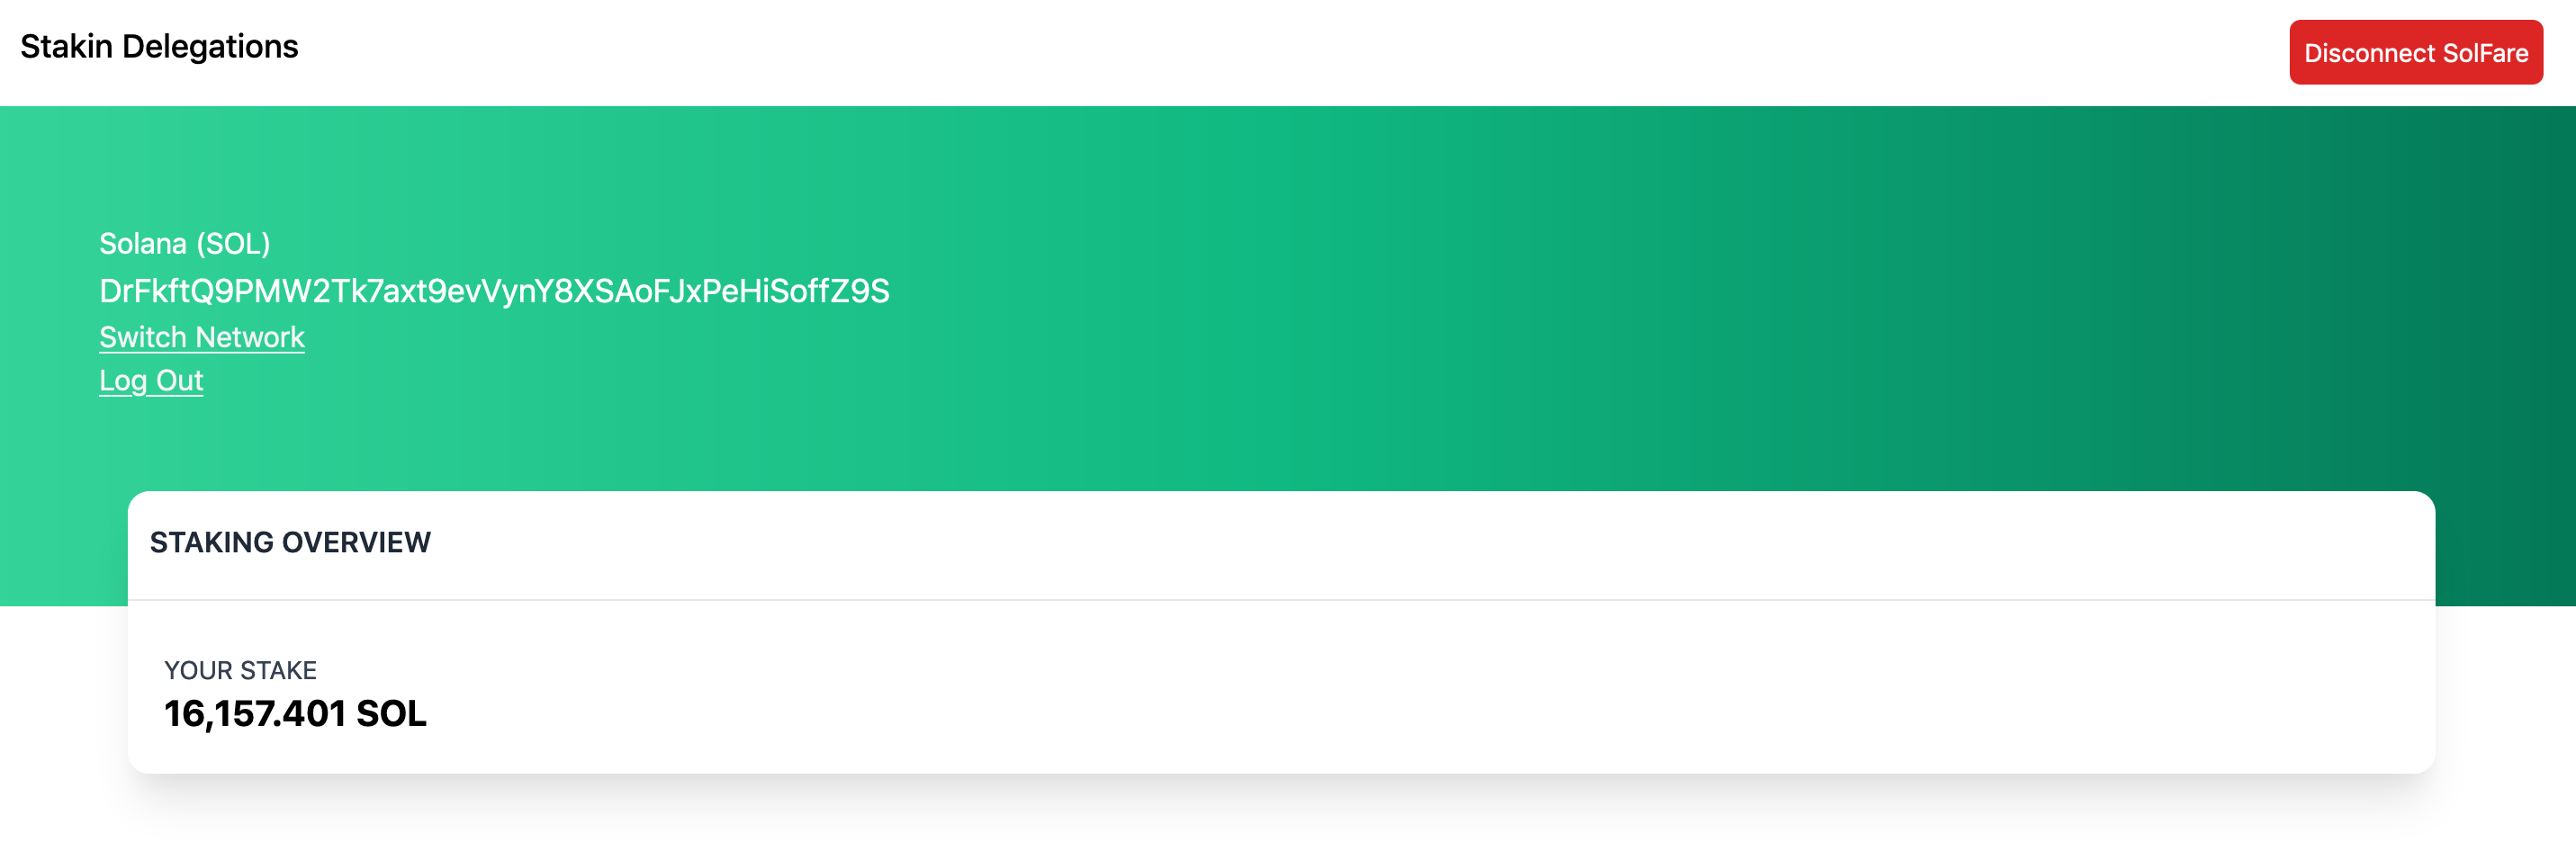 Stakin Delegations
Disconnect SolFare
Solana (SOL)
DrFkftQ9PMW2Tk7axt9evVynY8XSAoFJxPeHiSoffZ9S
Switch Network
Log Out
STAKING OVERVIEW
YOUR STAKE
16,157.401 SOL